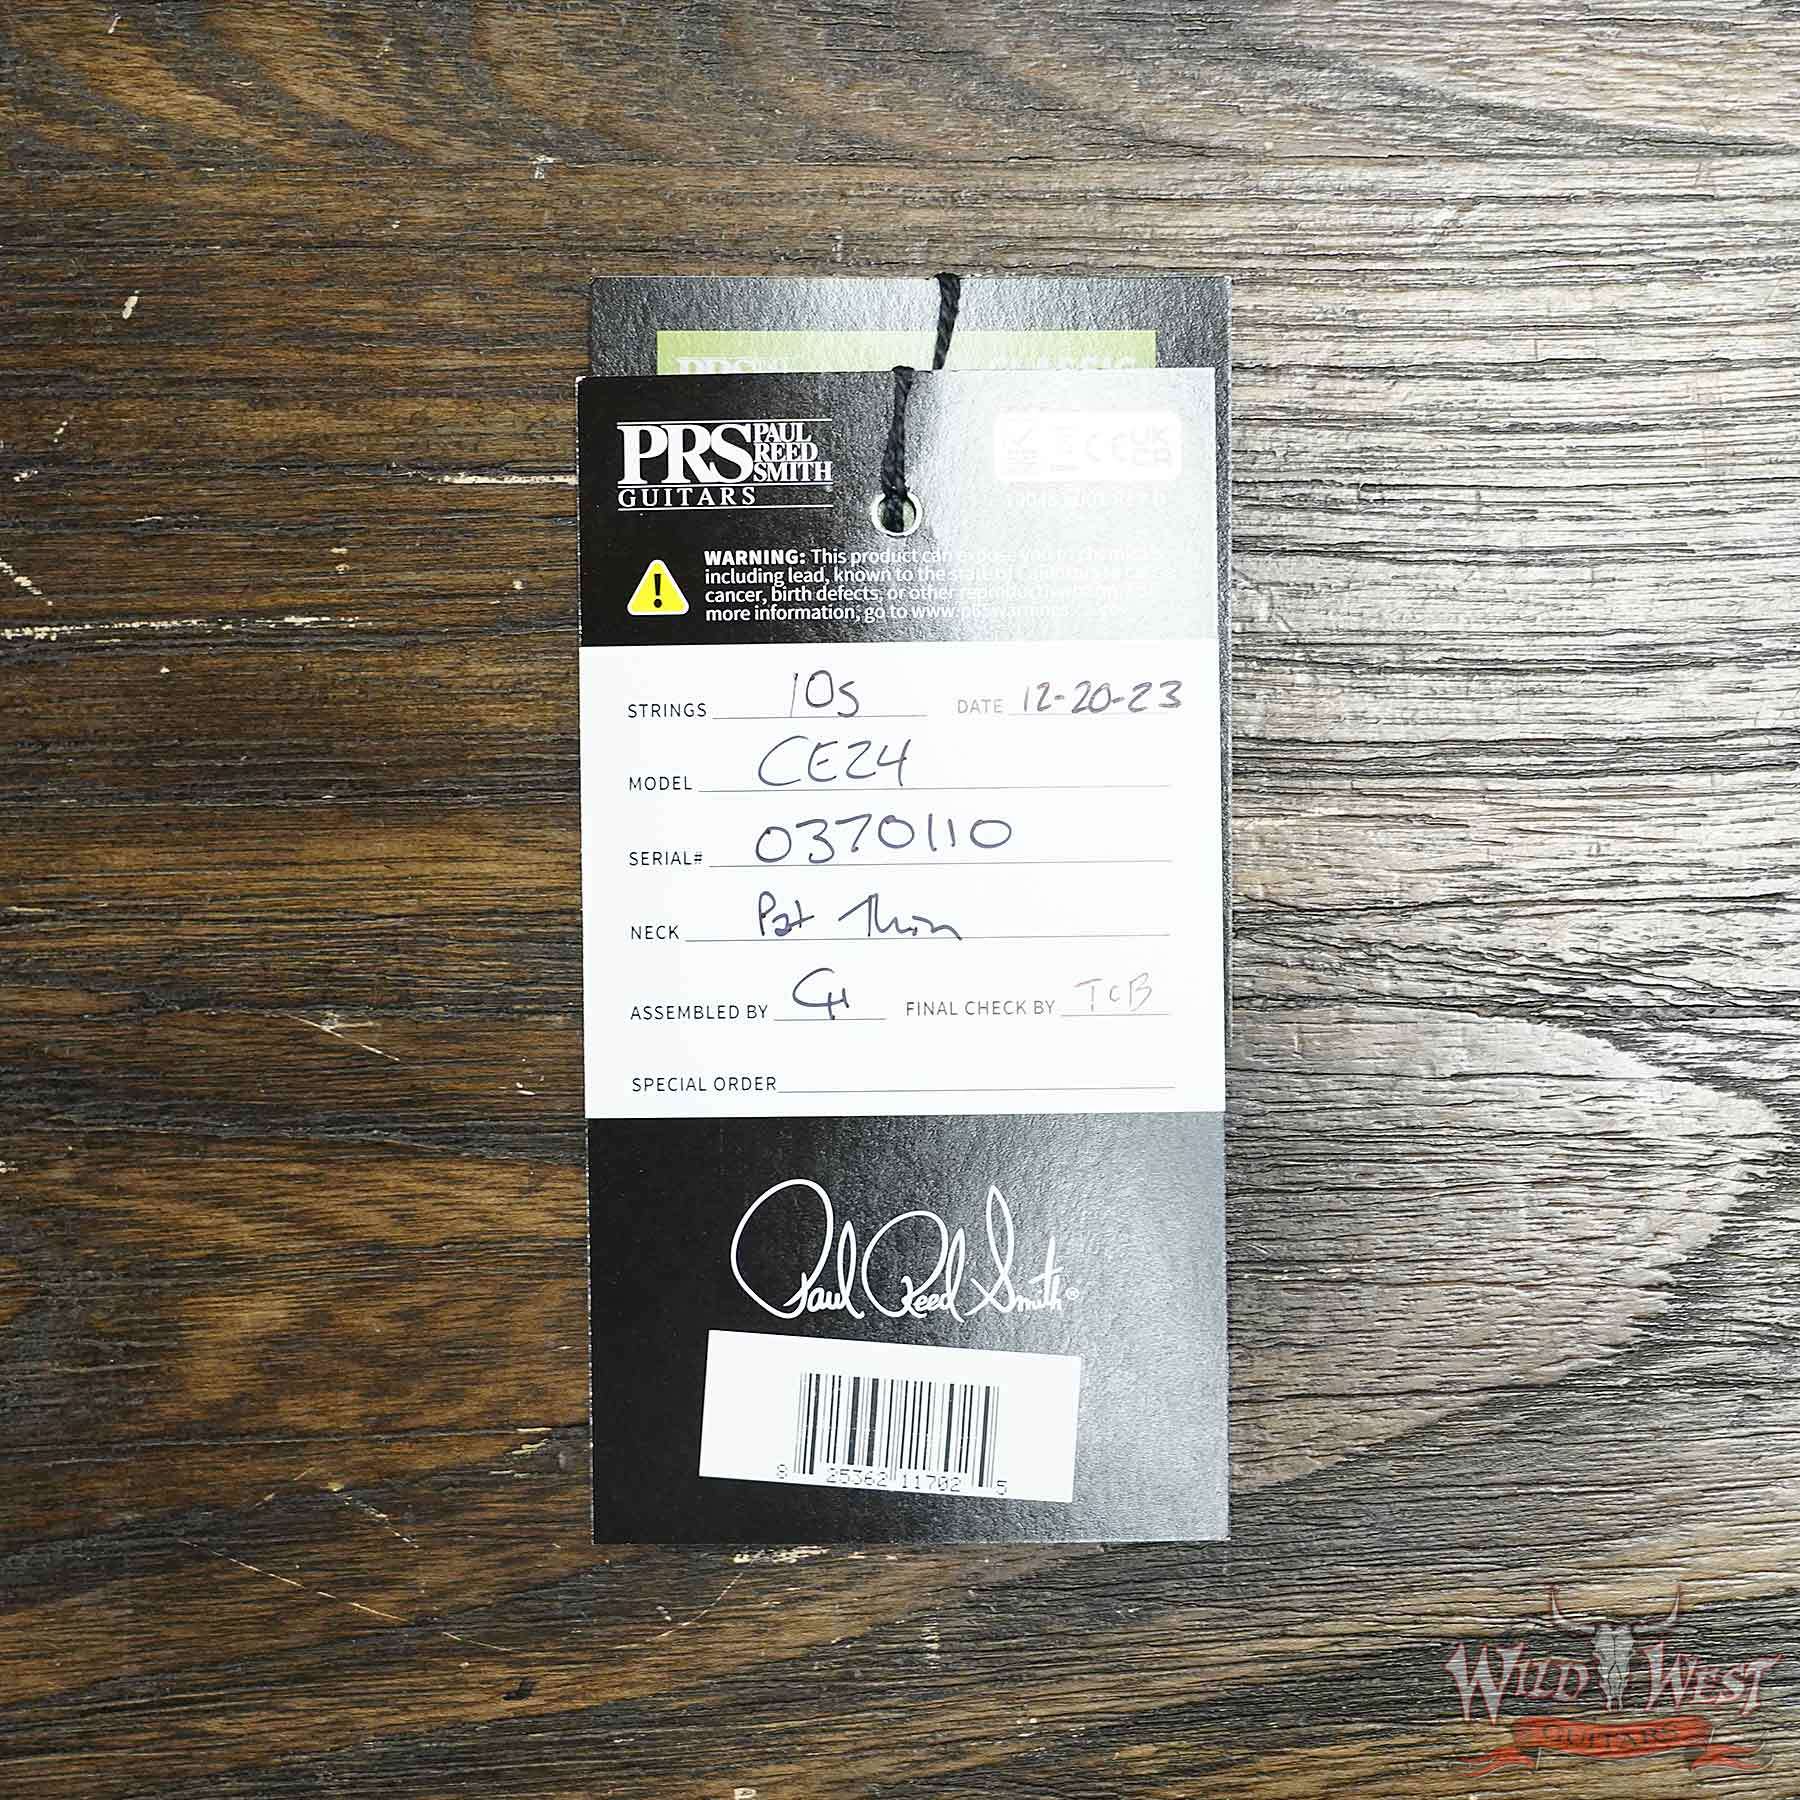 PRS PAUL REED SMITH
GUITARS
WARNING: This product can expose you to chemicals
including lead, known to the state of California to cause
cancer, birth defects, or other reproductive harm. For
more information, go to www.p65warnings
STRINGS 10s DATE 12-20-23
MODEL CE24
SERIAL# 0370110
NECK Pat Thin
ASSEMBLED BY CH FINAL CHECK BY TCB
SPECIAL ORDER
Paul Reed Smith®
8 25362 11702 5
WILD WEST
GUITARS